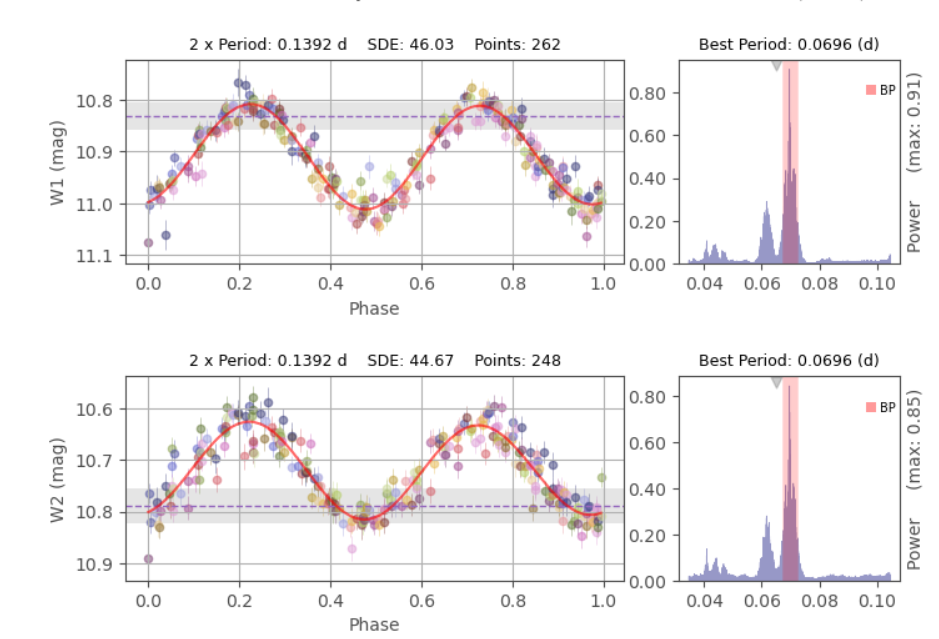 2 x Period: 0.1392 d SDE: 46.03 Points: 262
Best Period: 0.0696 (d)
W1 (mag)
10.8
10.9
11.0
11.1
0.0 0.2 0.4 0.6 0.8 1.0
Phase
BP
0.80
0.60
0.40
0.20
0.00
0.04 0.06 0.08 0.10
Power (max: 0.91)
2 x Period: 0.1392 d SDE: 44.67 Points: 248
Best Period: 0.0696 (d)
W2 (mag)
10.6
10.7
10.8
10.9
0.0 0.2 0.4 0.6 0.8 1.0
Phase
BP
0.80
0.60
0.40
0.20
0.00
0.04 0.06 0.08 0.10
Power (max: 0.85)